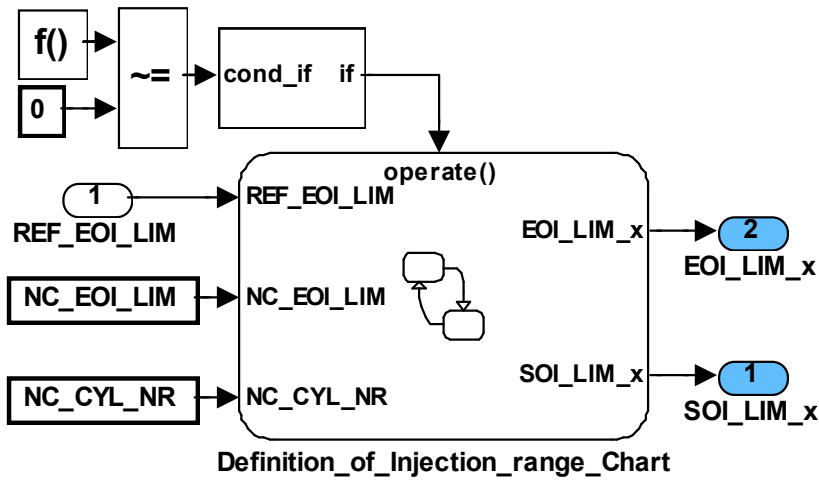 f()
0
~=
cond_if if
operate()
1
REF_EOI_LIM
REF_EOI_LIM
EOI_LIM_x
2
EOI_LIM_x
NC_EOI_LIM
NC_EOI_LIM
SOI_LIM_x
1
SOI_LIM_x
NC_CYL_NR
NC_CYL_NR
Definition_of_Injection_range_Chart